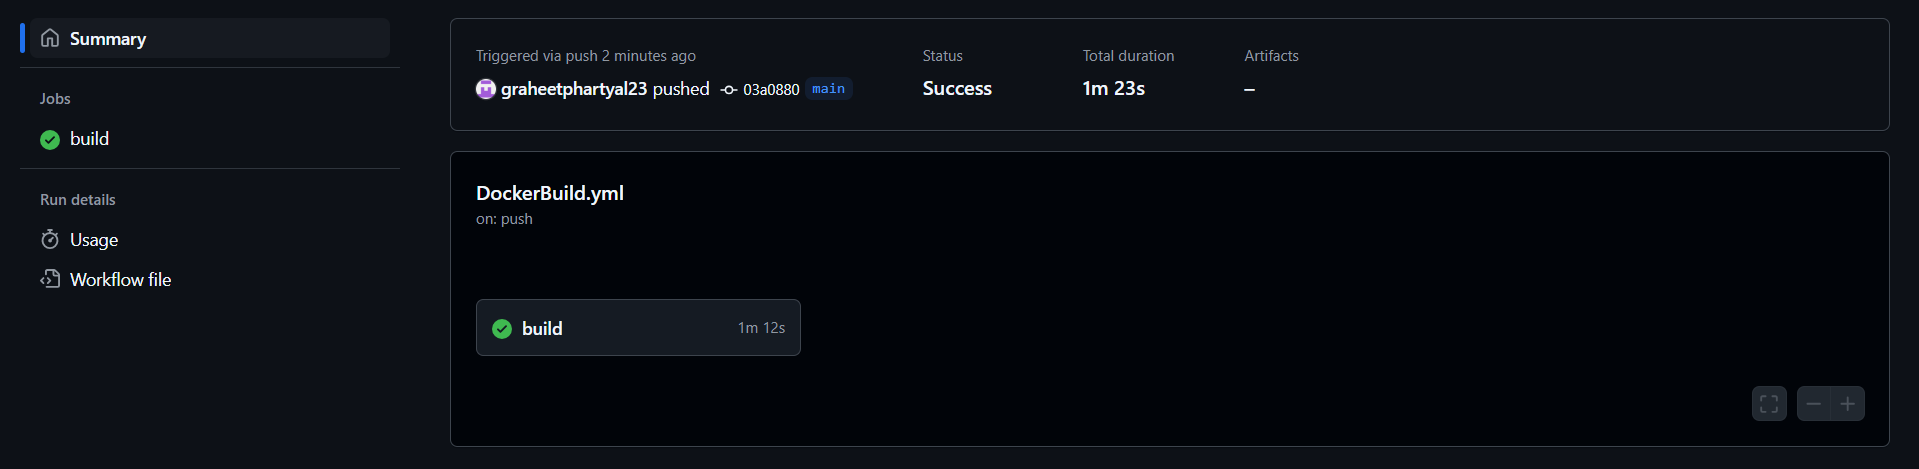 Summary
Jobs
build
Run details
Usage
Workflow file
Triggered via push 2 minutes ago
graheetphartyal23 pushed 03a0880 main
Status
Success
Total duration
1m 23s
Artifacts
–
DockerBuild.yml
on: push
build 1m 12s